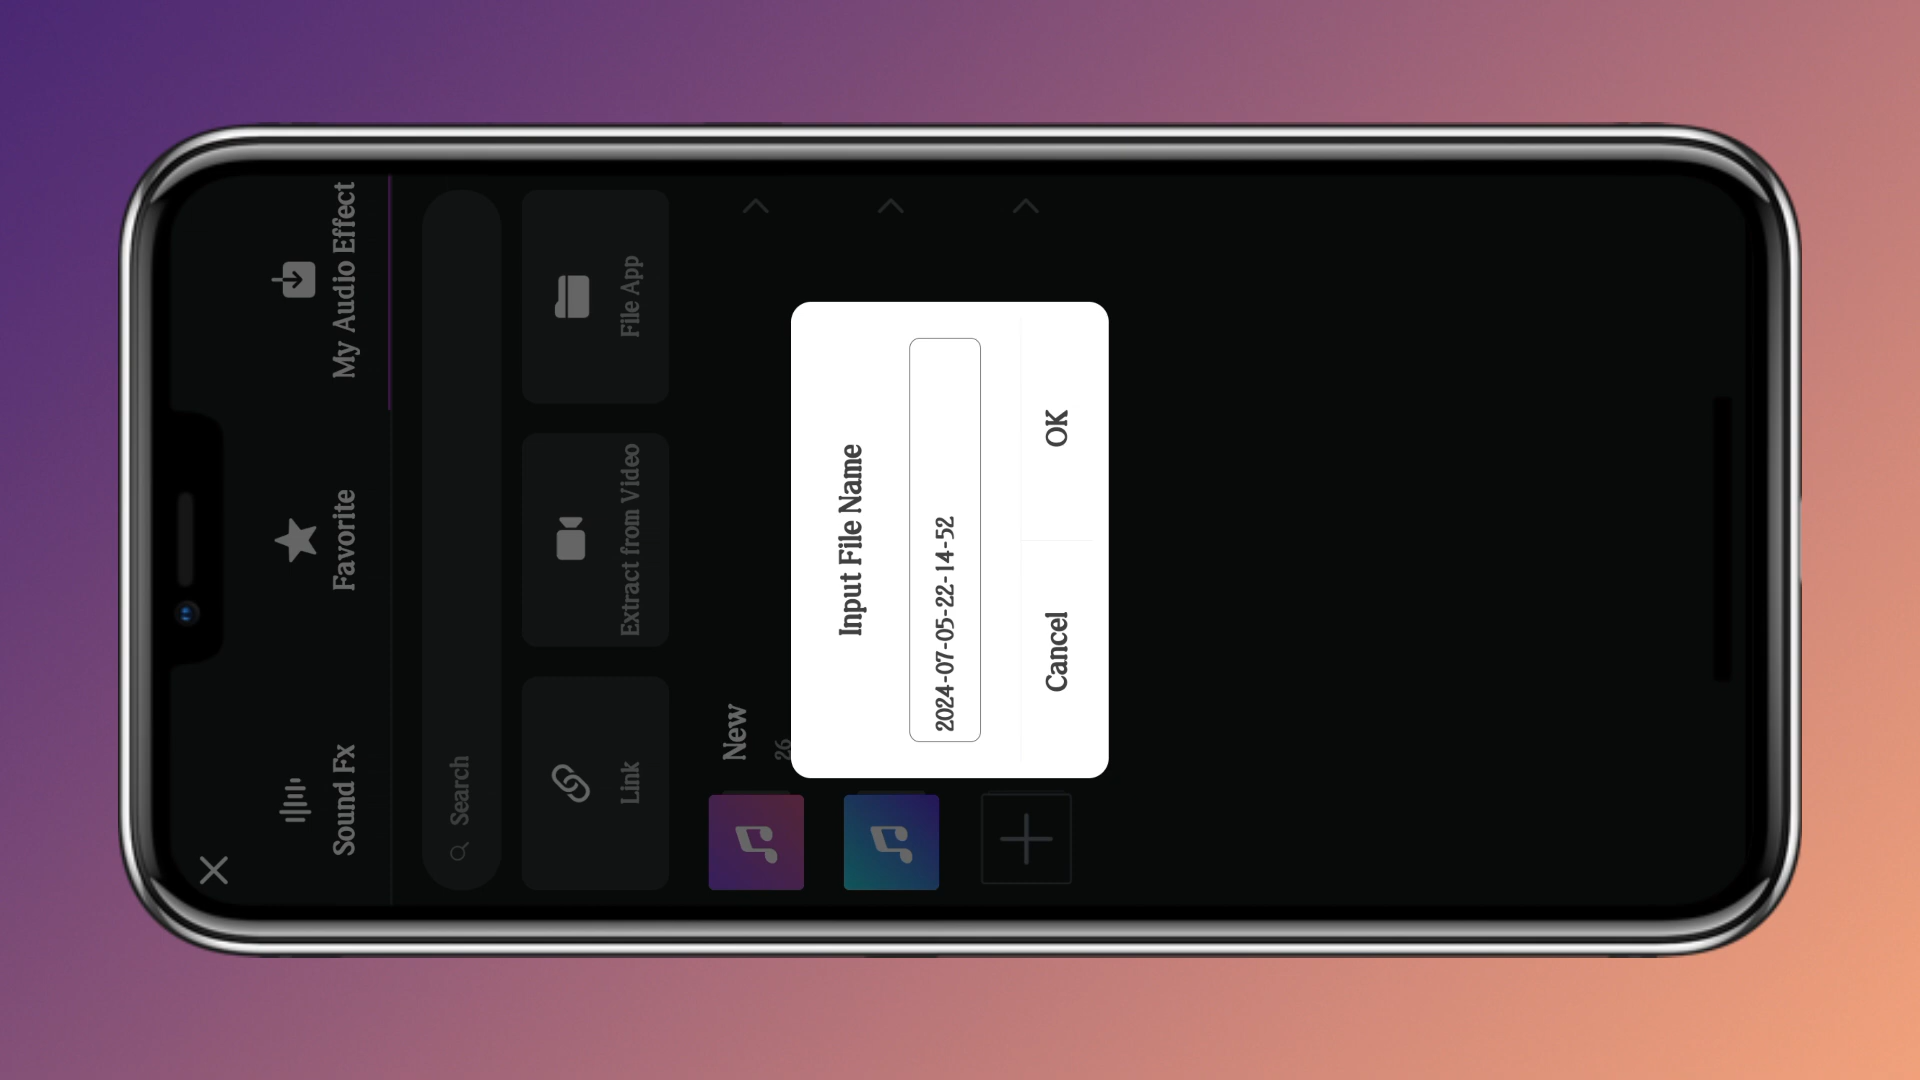 Sound Fx
Favorite
My Audio Effect
Search
Link
Extract from Video
File App
New
26
Input File Name
2024-07-05-22-14-52
Cancel
OK